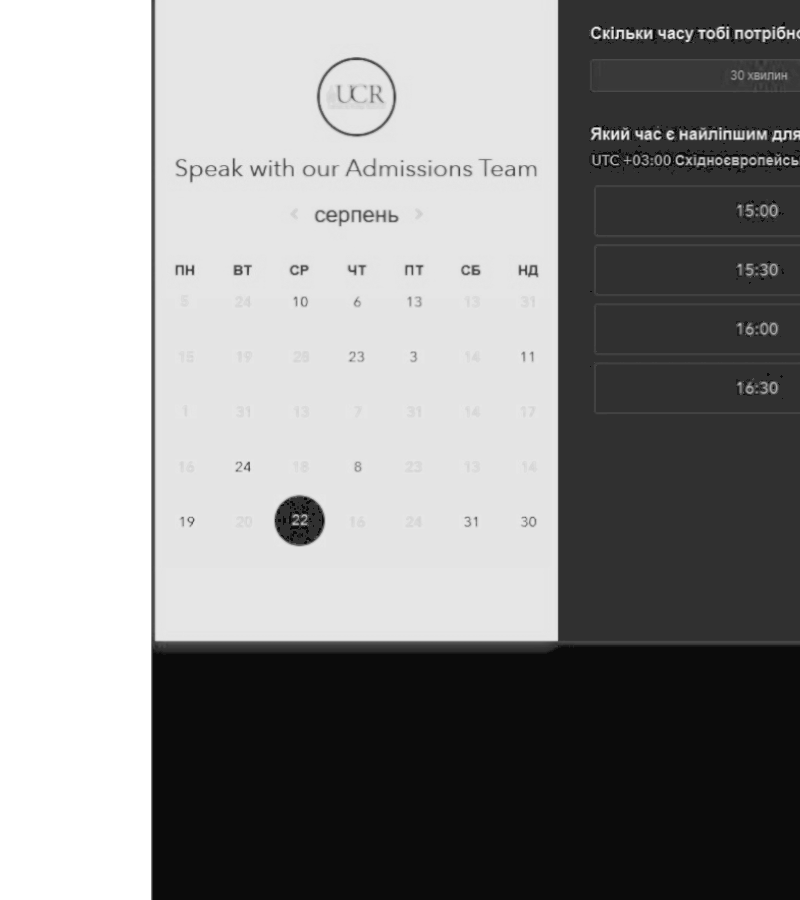 UCR
Speak with our Admissions Team
серпень
ПН ВТ СР ЧТ ПТ СБ НД
5 24 10 6 13 13 31
15 19 28 23 3 14 11
1 31 13 7 31 14 17
16 24 18 8 23 13 14
19 20 22 16 24 31 30
Скільки часу тобі потрібно
30 хвилин
Який час є найліпшим для
UTC +03:00 Східноєвропейсь
15:00
15:30
16:00
16:30